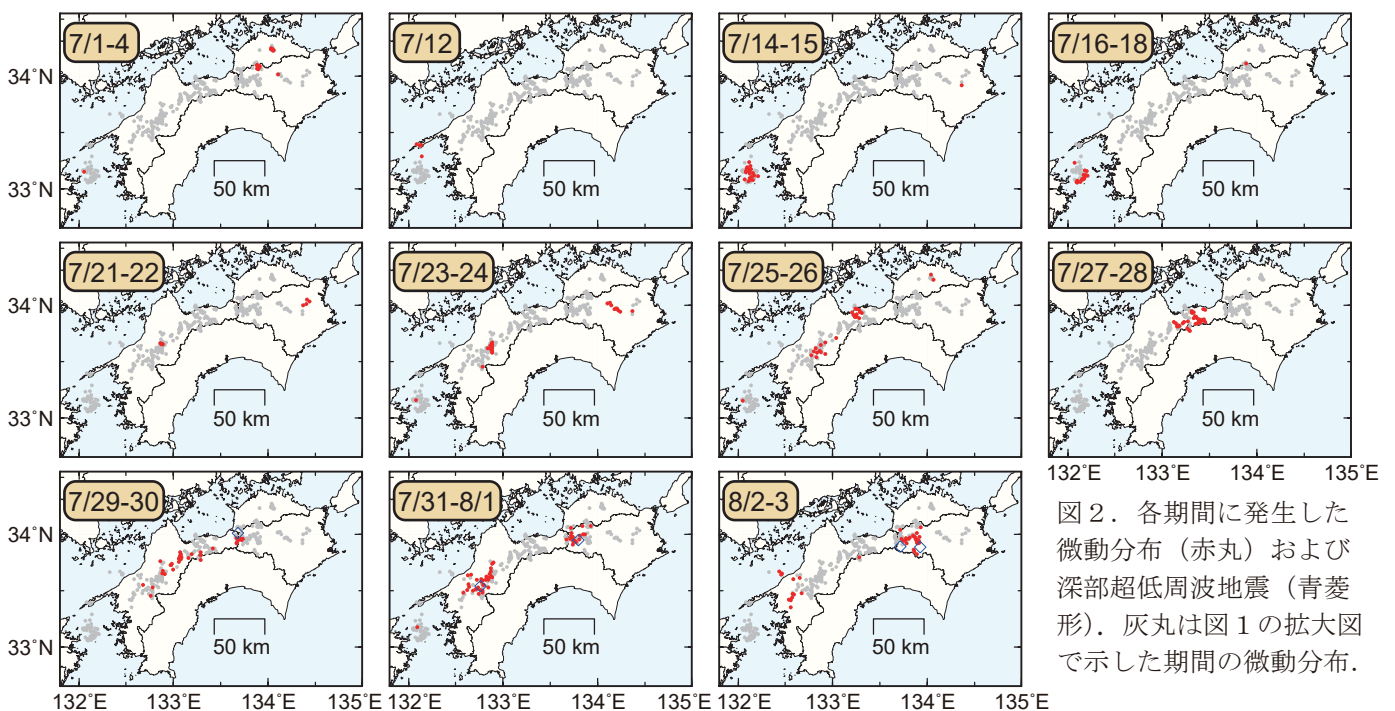 7/1-4
7/12
7/14-15
7/16-18
34˚N
33˚N
50 km
50 km
50 km
50 km
7/21-22
7/23-24
7/25-26
7/27-28
34˚N
33˚N
50 km
50 km
50 km
50 km
132˚E
133˚E
134˚E
135˚E
7/29-30
7/31-8/1
8/2-3
34˚N
33˚N
50 km
50 km
50 km
132˚E
133˚E
134˚E
135˚E
132˚E
133˚E
134˚E
135˚E
132˚E
133˚E
134˚E
135˚E
図２．各期間に発生した
微動分布（赤丸）および
深部超低周波地震（青菱
形）．灰丸は図１の拡大図
で示した期間の微動分布．